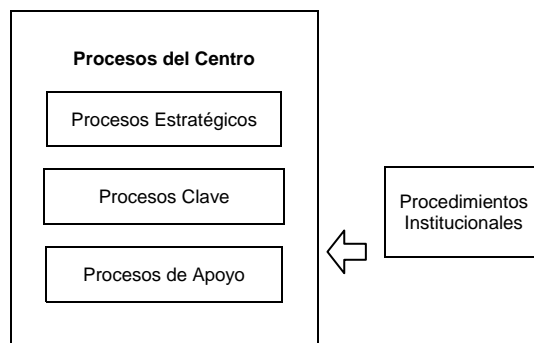 Procesos del Centro
Procesos Estratégicos
Procesos Clave
Procesos de Apoyo
Procedimientos
Institucionales